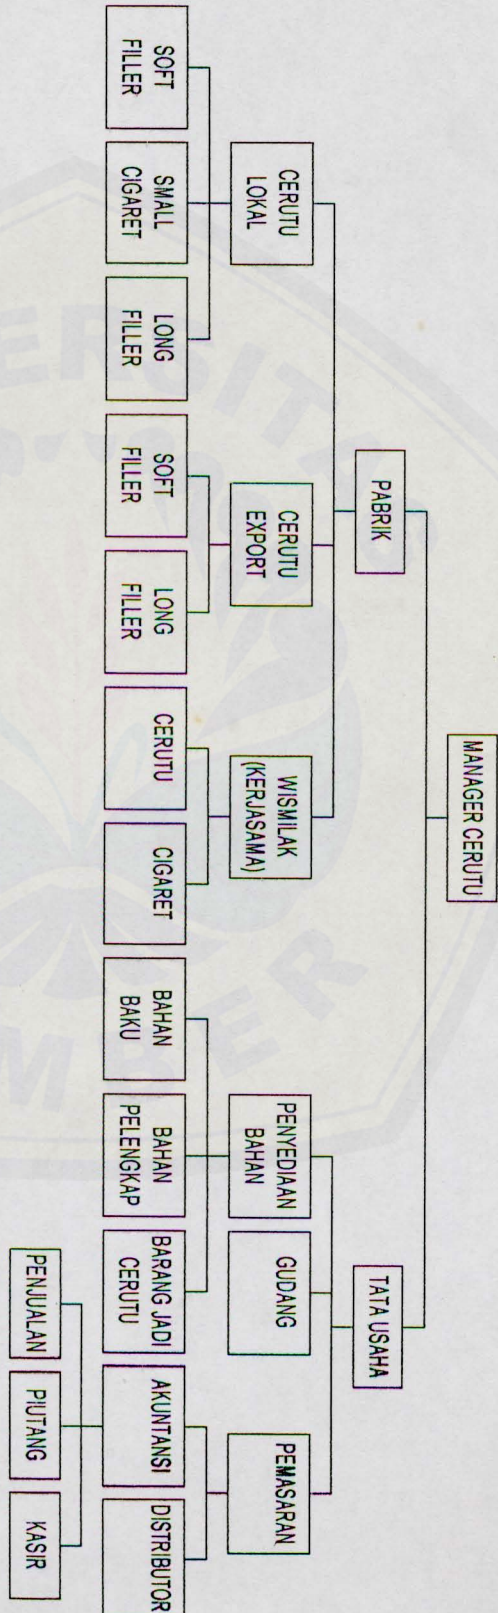 MANAGER CERUTU
PABRIK
TATA USAHA
CERUTU
LOKAL
CERUTU
EXPORT
WISMILAK
(KERJASAMA)
PENYEDIAAN
BAHAN
GUDANG
PEMASARAN
SOFT
FILLER
SMALL
CIGARET
LONG
FILLER
SOFT
FILLER
LONG
FILLER
CERUTU
CIGARET
BAHAN
BAKU
BAHAN
PELENGKAP
BARANG JADI
CERUTU
AKUNTANSI
DISTRIBUTOR
PENJUALAN
PIUTANG
KASIR